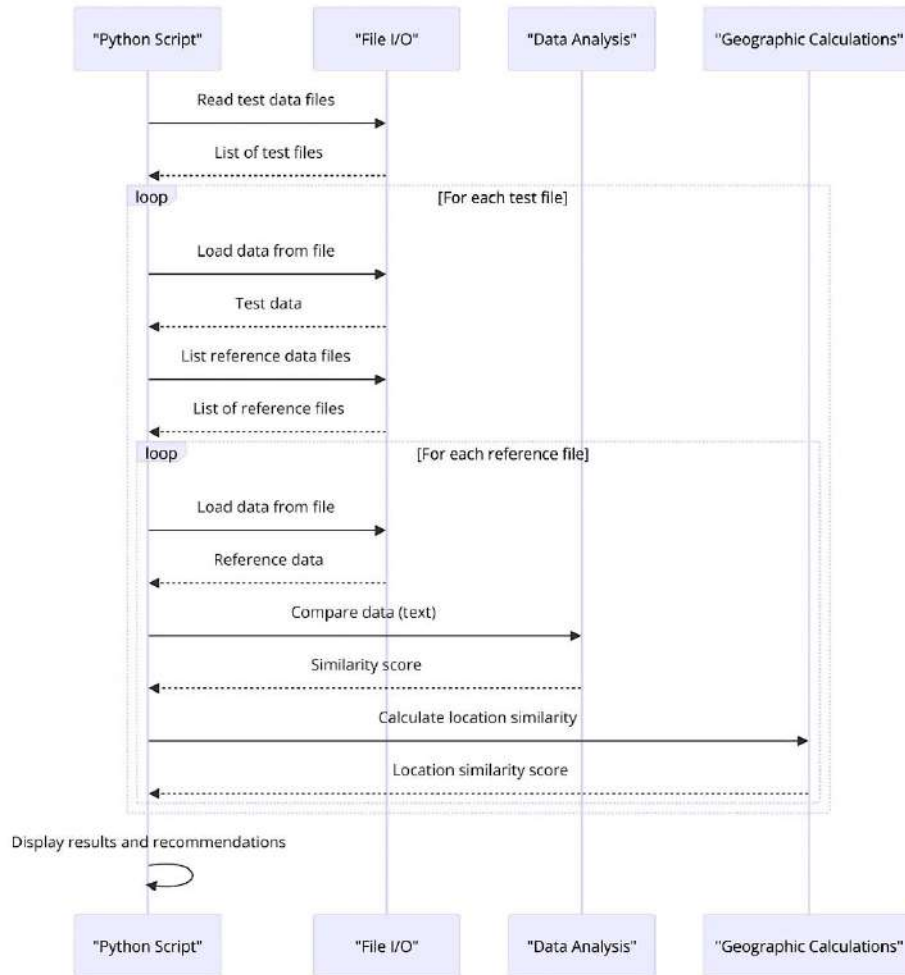 "Python Script" "File I/O" "Data Analysis" "Geographic Calculations"
Read test data files
List of test files
loop [For each test file]
Load data from file
Test data
List reference data files
List of reference files
loop [For each reference file]
Load data from file
Reference data
Compare data (text)
Similarity score
Calculate location similarity
Location similarity score
Display results and recommendations
"Python Script" "File I/O" "Data Analysis" "Geographic Calculations"